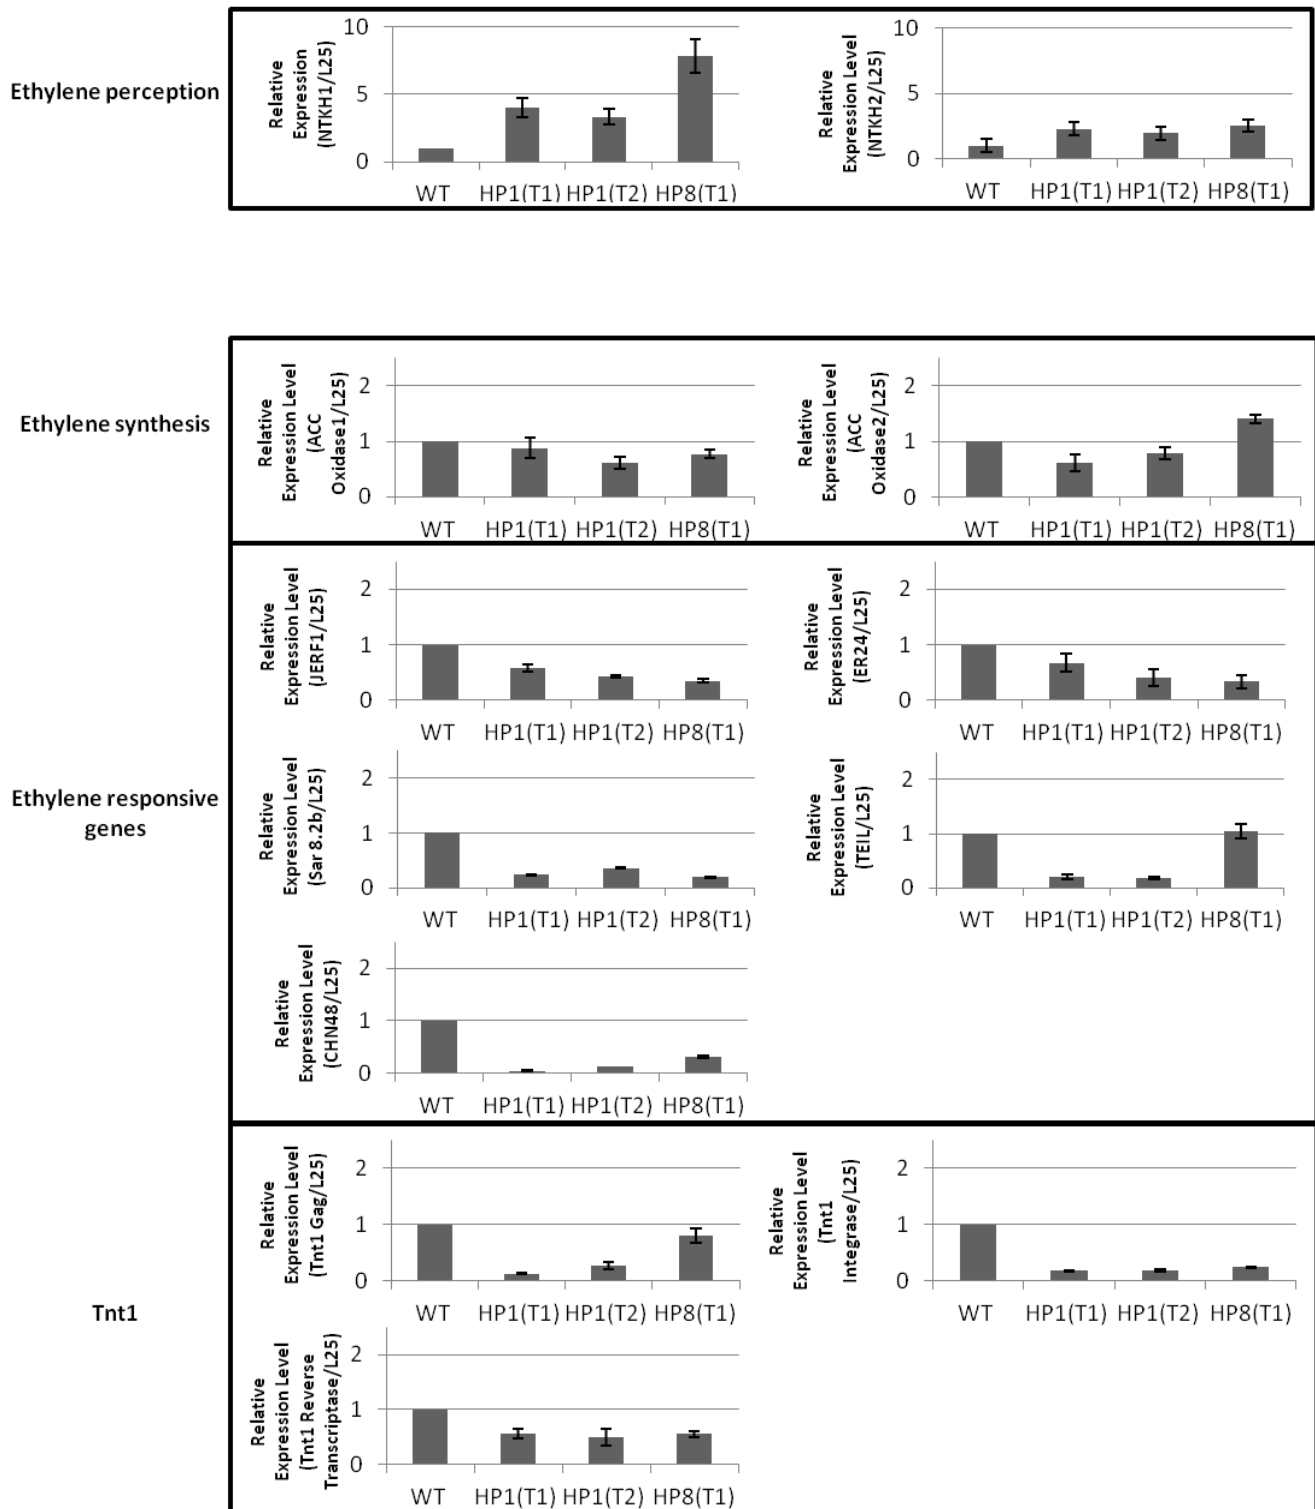 Ethylene perception
Relative
Expression
(NTKH1/L25)
10
5
0
WT HP1(T1) HP1(T2) HP8(T1)
Relative
Expression Level
(NTKH2/L25)
10
5
0
WT HP1(T1) HP1(T2) HP8(T1)
Ethylene synthesis
Relative
Expression Level
(ACC
Oxidase1/L25)
2
1
0
WT HP1(T1) HP1(T2) HP8(T1)
Relative
Expression Level
(ACC
Oxidase2/L25)
2
1
0
WT HP1(T1) HP1(T2) HP8(T1)
Ethylene responsive
genes
Relative
Expression Level
(JERF1/L25)
2
1
0
WT HP1(T1) HP1(T2) HP8(T1)
Relative
Expression Level
(ER24/L25)
2
1
0
WT HP1(T1) HP1(T2) HP8(T1)
Relative
Expression Level
(Sar 8.2b/L25)
2
1
0
WT HP1(T1) HP1(T2) HP8(T1)
Relative
Expression Level
(TEIL/L25)
2
1
0
WT HP1(T1) HP1(T2) HP8(T1)
Relative
Expression Level
(CHN48/L25)
2
1
0
WT HP1(T1) HP1(T2) HP8(T1)
Tnt1
Relative
Expression Level
(Tnt1 Gag/L25)
2
1
0
WT HP1(T1) HP1(T2) HP8(T1)
Relative
Expression Level
(Tnt1
Integrase/L25)
2
1
0
WT HP1(T1) HP1(T2) HP8(T1)
Relative
Expression Level
(Tnt1 Reverse
Transcriptase/L25)
2
1
0
WT HP1(T1) HP1(T2) HP8(T1)